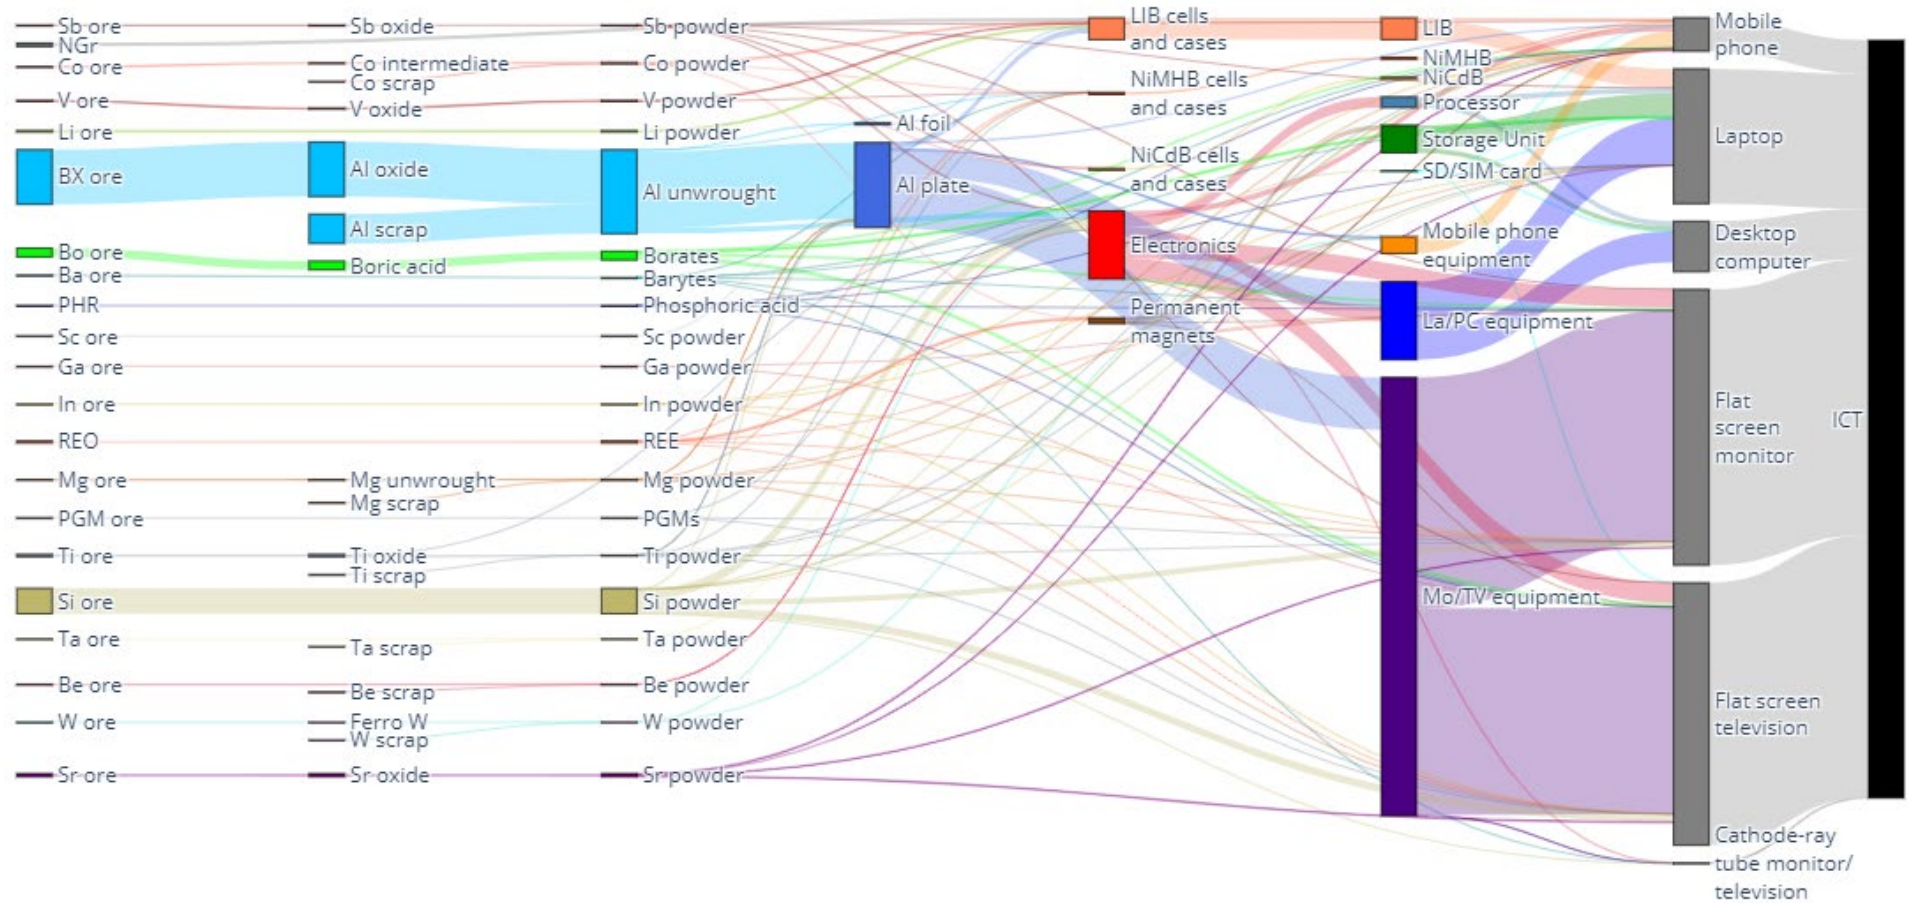 Sb ore
NGr
Co ore
V ore
Li ore
BX ore
Bo ore
Ba ore
PHR
Sc ore
Ga ore
In ore
REO
Mg ore
PGM ore
Ti ore
Si ore
Ta ore
Be ore
W ore
Sr ore
Sb oxide
Co intermediate
Co scrap
V oxide
Al oxide
Al scrap
Boric acid
Mg unwrought
Mg scrap
Ti oxide
Ti scrap
Ta scrap
Be scrap
Ferro W
W scrap
Sr oxide
Sb powder
Co powder
V powder
Li powder
Al unwrought
Borates
Barytes
Phosphoric acid
Sc powder
Ga powder
In powder
REE
Mg powder
PGMs
Ti powder
Si powder
Ta powder
Be powder
W powder
Sr powder
Al foil
Al plate
LIB cells
and cases
NiMHB cells
and cases
NiCdB cells
and cases
Electronics
Permanent
magnets
LIB
NiMHB
NiCdB
Processor
Storage Unit
SD/SIM card
Mobile phone
equipment
La/PC equipment
Mo/TV equipment
Mobile
phone
Laptop
Desktop
computer
Flat
screen
monitor
Flat screen
television
Cathode-ray
tube monitor/
television
ICT